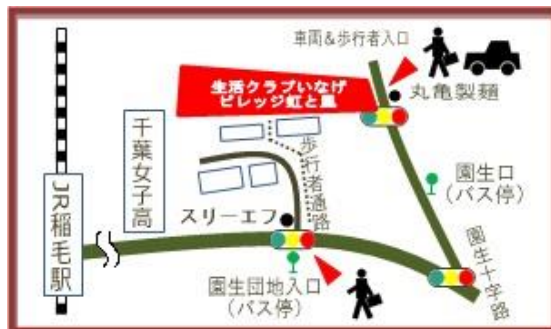 車両&歩行者入口
生活クラブいなげ
ビレッジ虹と風
丸亀製麺
千葉女子高
歩行者通路
園生口
(バス停)
JR稲毛駅
スリーエフ
園生十字路
園生団地入口
(バス停)